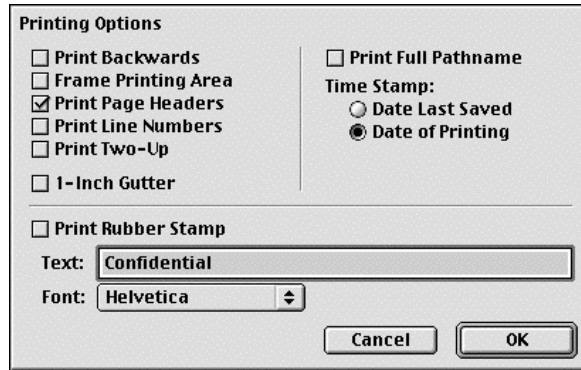 Printing Options
Print Backwards
Frame Printing Area
Print Page Headers
Print Line Numbers
Print Two-Up
1-Inch Gutter
Print Full Pathname
Time Stamp:
Date Last Saved
Date of Printing
Print Rubber Stamp
Text: Confidential
Font: Helvetica
Cancel OK